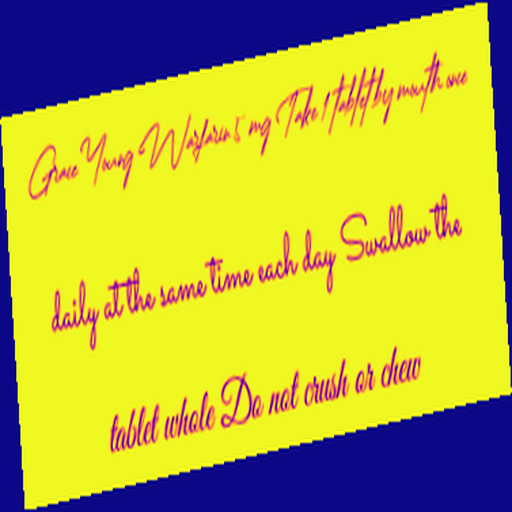 Grace Young Warfarin 5 mg Take 1 tablet by mouth once
daily at the same time each day Swallow the
tablet whole Do not crush or chew